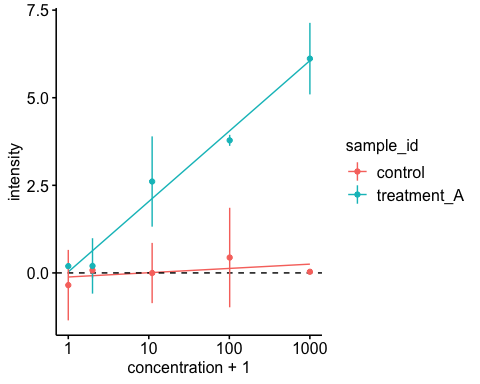 7.5
5.0
2.5
0.0
intensity
1
10
100
1000
concentration + 1
sample_id
control
treatment_A